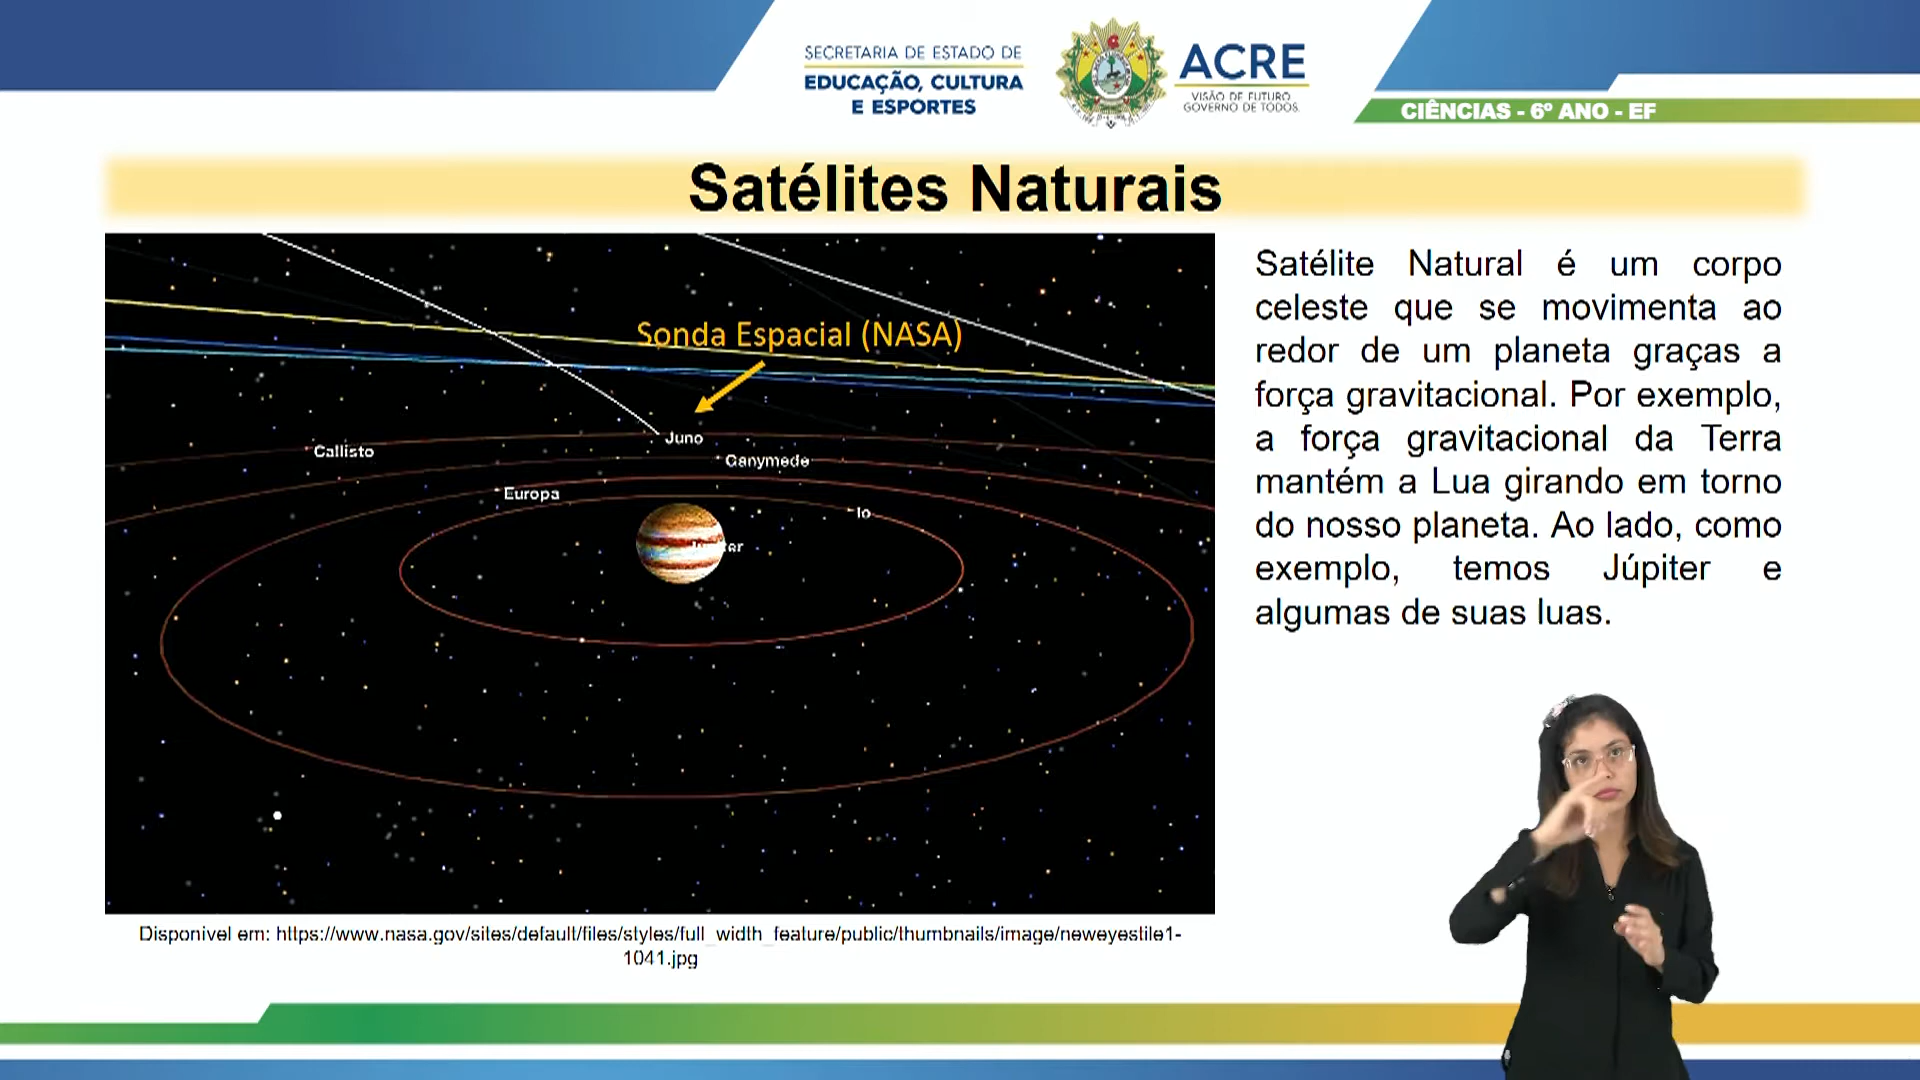 SECRETARIA DE ESTADO DE
EDUCAÇÃO, CULTURA
E ESPORTES
ACRE
VISÃO DE FUTURO
GOVERNO DE TODOS.
CIÊNCIAS - 6º ANO - EF
Satélites Naturais
Sonda Espacial (NASA)
Juno
Callisto
Ganymede
Europa
Io
Satélite Natural é um corpo
celeste que se movimenta ao
redor de um planeta graças a
força gravitacional. Por exemplo,
a força gravitacional da Terra
mantém a Lua girando em torno
do nosso planeta. Ao lado, como
exemplo, temos Júpiter e
algumas de suas luas.
Disponível em: https://www.nasa.gov/sites/default/files/styles/full_width_feature/public/thumbnails/image/neweyestile1-
1041.jpg